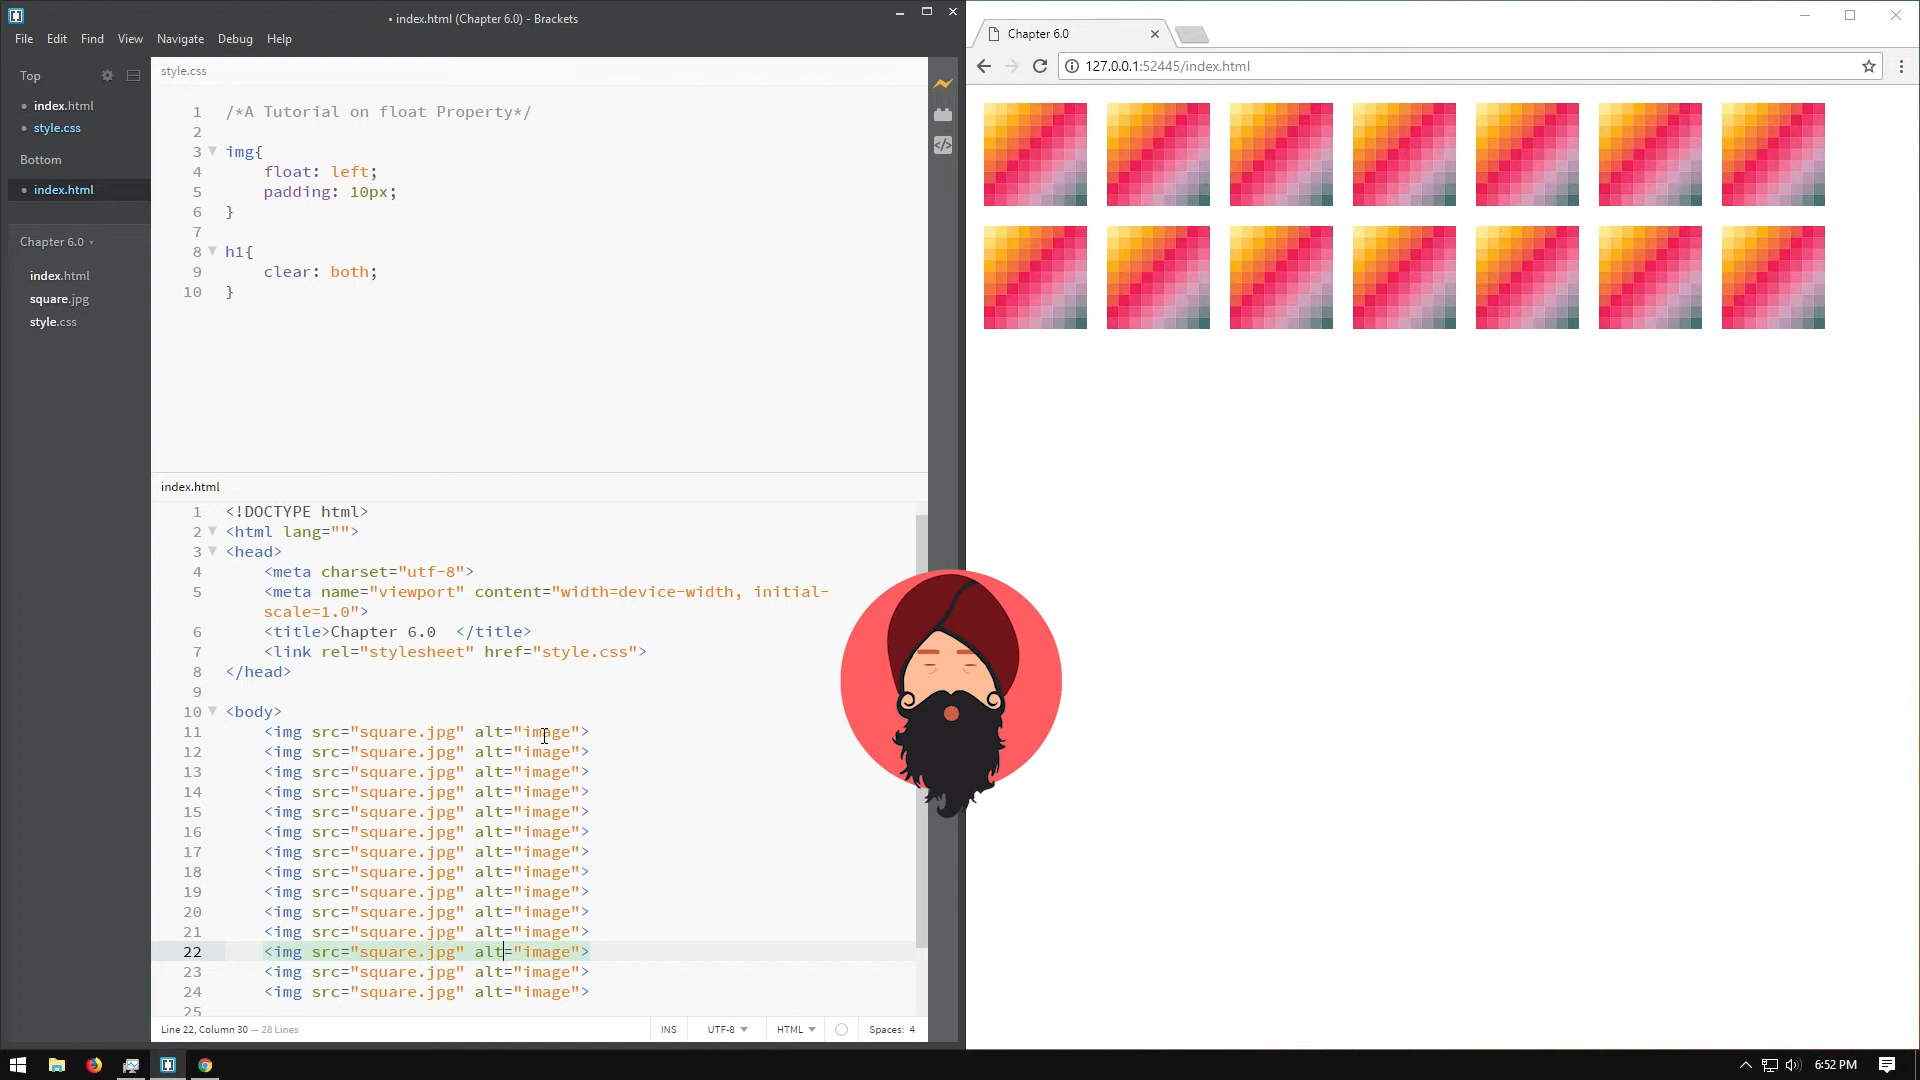 • index.html (Chapter 6.0) - Brackets
File Edit Find View Navigate Debug Help
Top
• index.html
• style.css
Bottom
• index.html
Chapter 6.0
index.html
square.jpg
style.css
style.css
1 /*A Tutorial on float Property*/
2
3 img{
4 float: left;
5 padding: 10px;
6 }
7
8 h1{
9 clear: both;
10 }
index.html
1 <!DOCTYPE html>
2 <html lang="">
3 <head>
4 <meta charset="utf-8">
5 <meta name="viewport" content="width=device-width, initial-
scale=1.0">
6 <title>Chapter 6.0  </title>
7 <link rel="stylesheet" href="style.css">
8 </head>
9
10 <body>
11 <img src="square.jpg" alt="image">
12 <img src="square.jpg" alt="image">
13 <img src="square.jpg" alt="image">
14 <img src="square.jpg" alt="image">
15 <img src="square.jpg" alt="image">
16 <img src="square.jpg" alt="image">
17 <img src="square.jpg" alt="image">
18 <img src="square.jpg" alt="image">
19 <img src="square.jpg" alt="image">
20 <img src="square.jpg" alt="image">
21 <img src="square.jpg" alt="image">
22 <img src="square.jpg" alt="image">
23 <img src="square.jpg" alt="image">
24 <img src="square.jpg" alt="image">
25
Line 22, Column 30 — 28 Lines
INS UTF-8 HTML Spaces: 4
Chapter 6.0
127.0.0.1:52445/index.html
6:52 PM